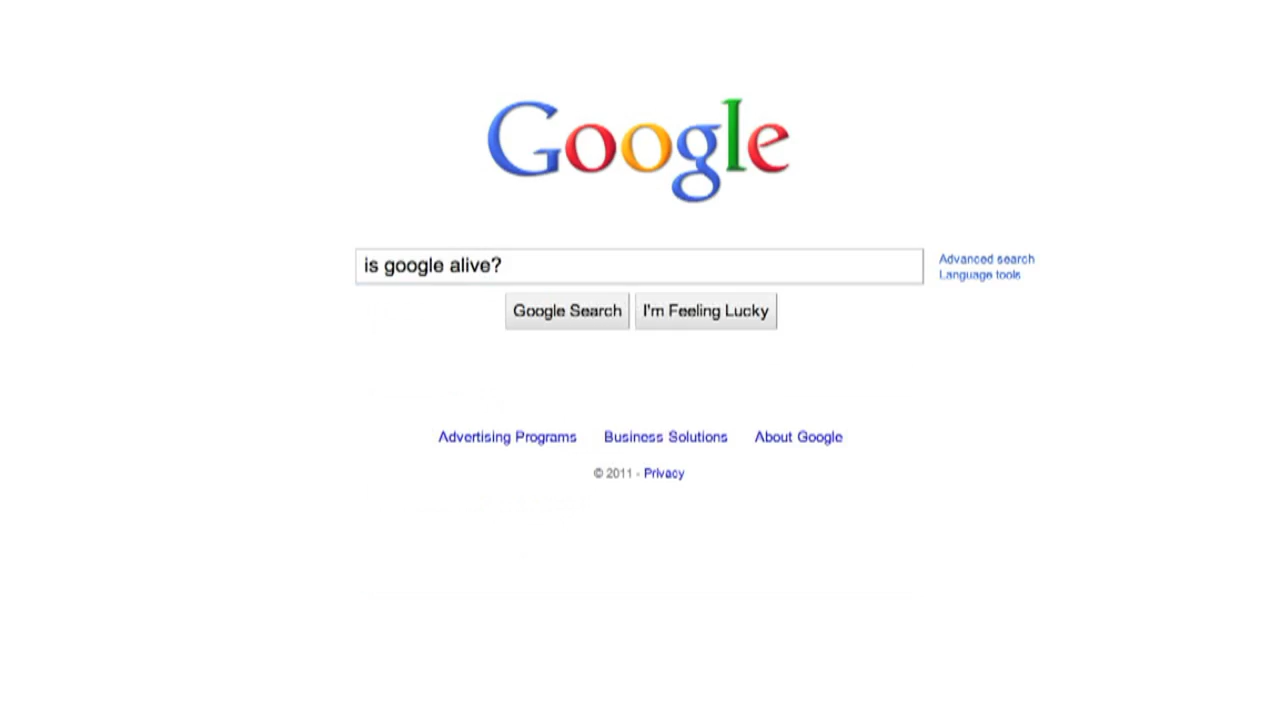 Google
is google alive?
Advanced search
Language tools
Google Search
I'm Feeling Lucky
Advertising Programs
Business Solutions
About Google
© 2011 - Privacy